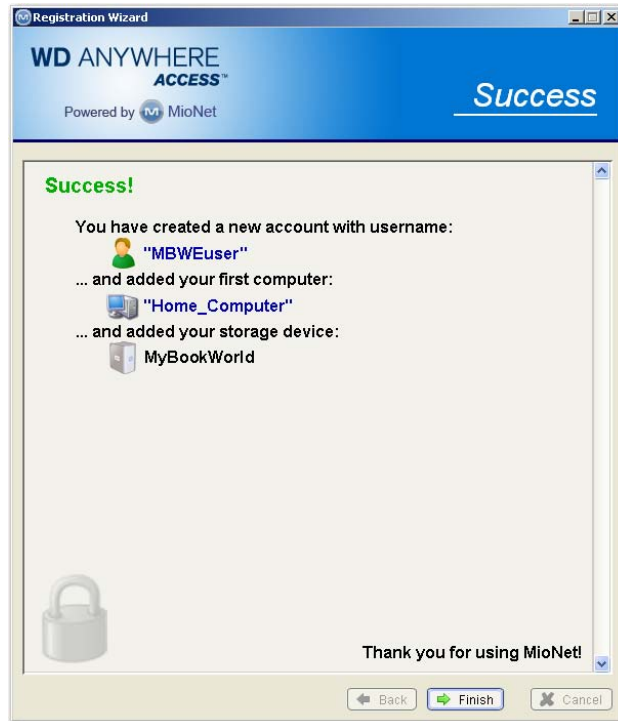 Registration Wizard
WD ANYWHERE
ACCESS™
Powered by MioNet
Success
Success!
You have created a new account with username:
"MBWEuser"
... and added your first computer:
"Home_Computer"
... and added your storage device:
MyBookWorld
Thank you for using MioNet!
Back Finish Cancel